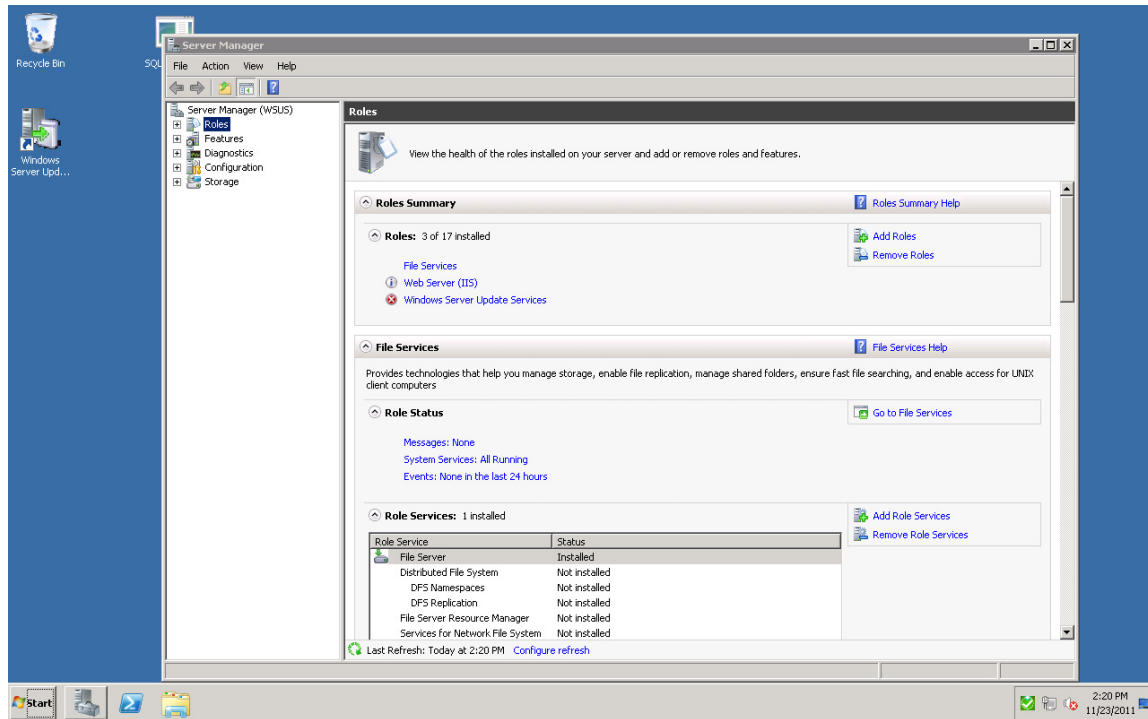 Recycle Bin
SQL
Windows
Server Upd...
Server Manager
File Action View Help
Server Manager (WSUS)
Roles
Features
Diagnostics
Configuration
Storage
Roles
View the health of the roles installed on your server and add or remove roles and features.
Roles Summary
Roles Summary Help
Roles: 3 of 17 installed
Add Roles
Remove Roles
File Services
Web Server (IIS)
Windows Server Update Services
File Services
File Services Help
Provides technologies that help you manage storage, enable file replication, manage shared folders, ensure fast file searching, and enable access for UNIX
client computers
Role Status
Go to File Services
Messages: None
System Services: All Running
Events: None in the last 24 hours
Role Services: 1 installed
Add Role Services
Remove Role Services
Role Service Status
File Server Installed
Distributed File System Not installed
DFS Namespaces Not installed
DFS Replication Not installed
File Server Resource Manager Not installed
Services for Network File System Not installed
Last Refresh: Today at 2:20 PM Configure refresh
Start
2:20 PM
11/23/2011